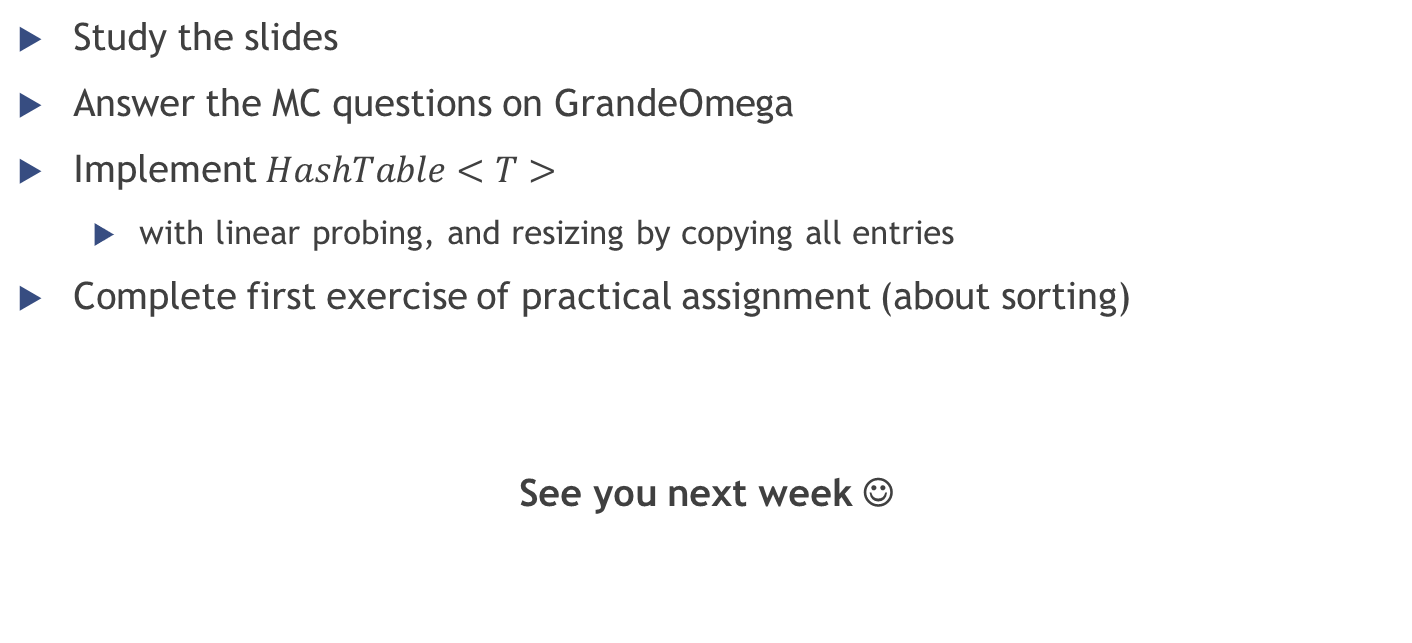 Study the slides
Answer the MC questions on GrandeOmega
Implement HashTable < T >
with linear probing, and resizing by copying all entries
Complete first exercise of practical assignment (about sorting)
See you next week ☺